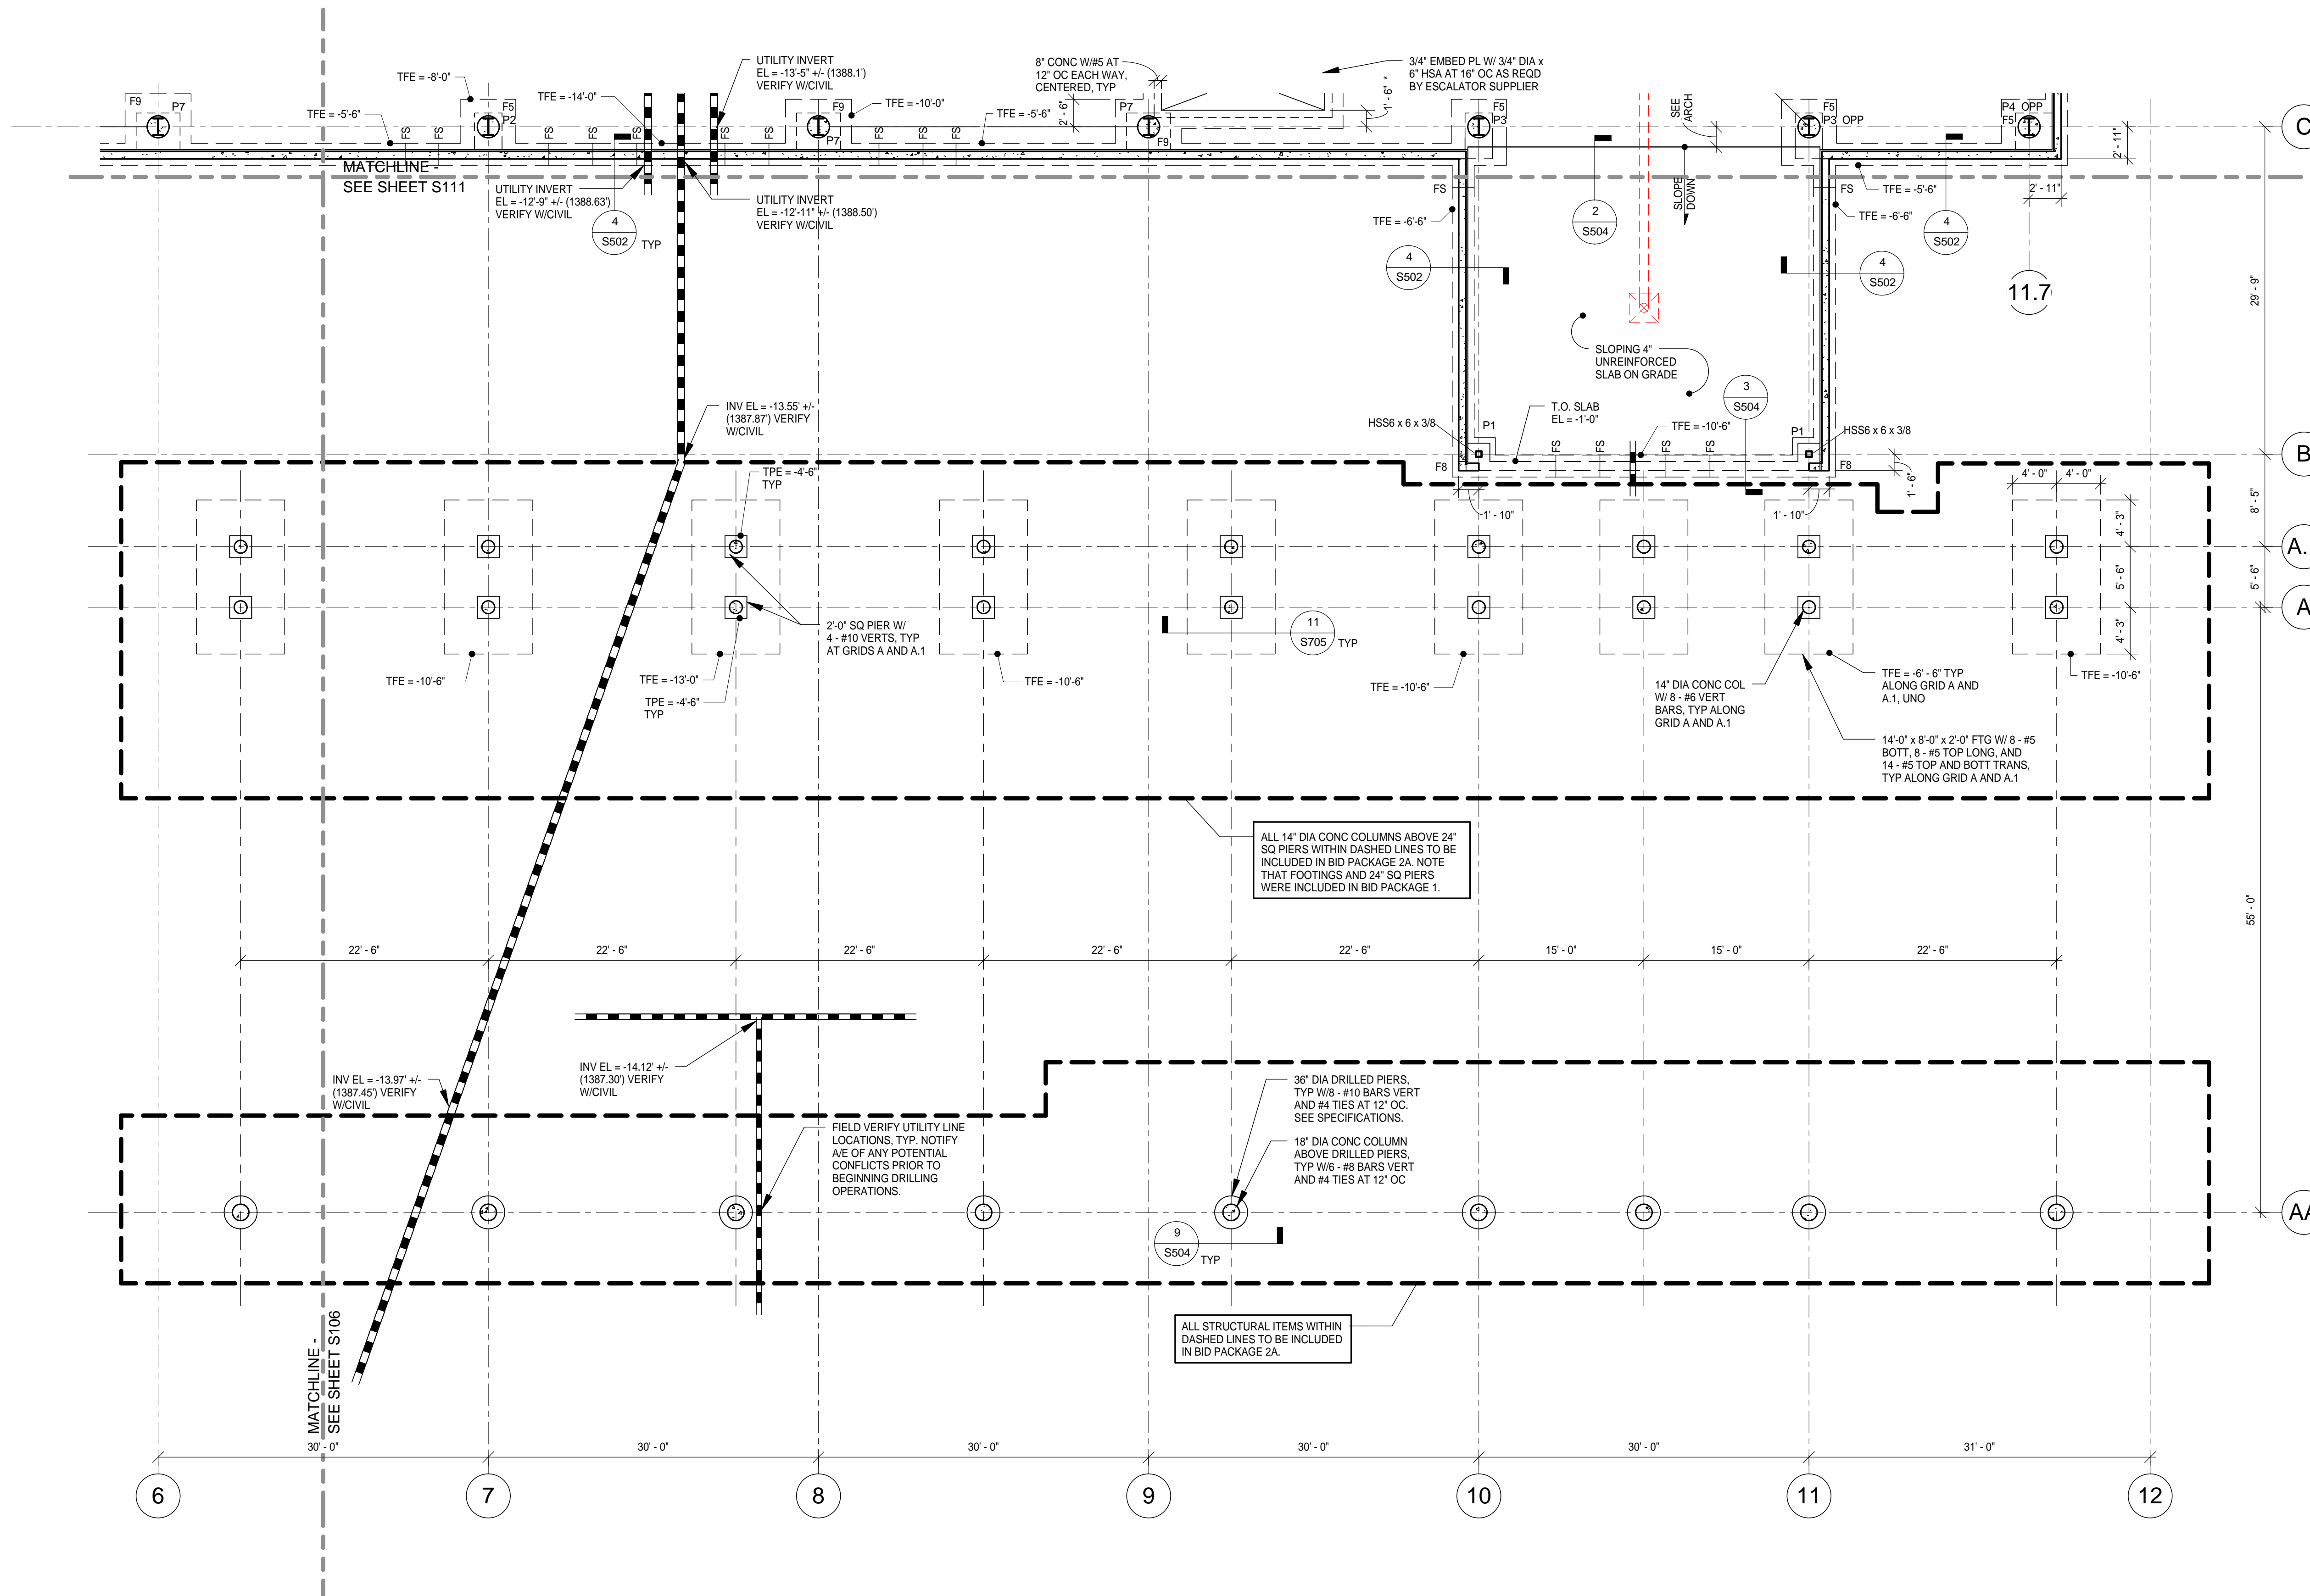 UTILITY INVERT
EL = -13'-5" +/- (1388.1')
VERIFY W/CIVIL
8" CONC W/#5 AT
12" OC EACH WAY,
CENTERED, TYP
3/4" EMBED PL W/ 3/4" DIA x
6" HSA AT 16" OC AS REQD
BY ESCALATOR SUPPLIER
TFE = -8'-0"
TFE = -14'-0"
TFE = -10'-0"
TFE = -5'-6"
TFE = -5'-6"
F9
P7
F5
P2
F9
P7
P7
F9
F5
P3
F5
P3 OPP
P4 OPP
F5
2' - 6"
1' - 6"
SEE
ARCH
2' - 11"
C
FS
FS
FS
FS
FS
FS
FS
FS
FS
FS
MATCHLINE -
SEE SHEET S111
UTILITY INVERT
EL = -12'-9" +/- (1388.63')
VERIFY W/CIVIL
4
S502
TYP
UTILITY INVERT
EL = -12'-11" +/- (1388.50')
VERIFY W/CIVIL
FS
FS
TFE = -5'-6"
2' - 11"
TFE = -6'-6"
TFE = -6'-6"
SLOPE
DOWN
2
S504
4
S502
4
S502
4
S502
11.7
29' - 9"
SLOPING 4"
UNREINFORCED
SLAB ON GRADE
3
S504
INV EL = -13.55' +/-
(1387.87') VERIFY
W/CIVIL
T.O. SLAB
EL = -1'-0"
HSS6 x 6 x 3/8
P1
TFE = -10'-6"
P1
HSS6 x 6 x 3/8
FS
FS
FS
FS
B
F8
F8
1' - 6"
4' - 0"
4' - 0"
TPE = -4'-6"
TYP
1' - 10"
1' - 10"
8' - 5"
4' - 3"
A.
5' - 6"
5' - 6"
A
4' - 3"
2'-0" SQ PIER W/
4 - #10 VERTS, TYP
AT GRIDS A AND A.1
11
S705
TYP
TFE = -10'-6"
TFE = -13'-0"
TPE = -4'-6"
TYP
TFE = -10'-6"
TFE = -10'-6"
14" DIA CONC COL
W/ 8 - #6 VERT
BARS, TYP ALONG
GRID A AND A.1
TFE = -6' - 6" TYP
ALONG GRID A AND
A.1, UNO
TFE = -10'-6"
14'-0" x 8'-0" x 2'-0" FTG W/ 8 - #5
BOTT, 8 - #5 TOP LONG, AND
14 - #5 TOP AND BOTT TRANS,
TYP ALONG GRID A AND A.1
ALL 14" DIA CONC COLUMNS ABOVE 24"
SQ PIERS WITHIN DASHED LINES TO BE
INCLUDED IN BID PACKAGE 2A. NOTE
THAT FOOTINGS AND 24" SQ PIERS
WERE INCLUDED IN BID PACKAGE 1.
55' - 0"
22' - 6"
22' - 6"
22' - 6"
22' - 6"
22' - 6"
15' - 0"
15' - 0"
22' - 6"
INV EL = -13.97' +/-
(1387.45') VERIFY
W/CIVIL
INV EL = -14.12' +/-
(1387.30') VERIFY
W/CIVIL
36" DIA DRILLED PIERS,
TYP W/8 - #10 BARS VERT
AND #4 TIES AT 12" OC.
SEE SPECIFICATIONS.
FIELD VERIFY UTILITY LINE
LOCATIONS, TYP. NOTIFY
A/E OF ANY POTENTIAL
CONFLICTS PRIOR TO
BEGINNING DRILLING
OPERATIONS.
18" DIA CONC COLUMN
ABOVE DRILLED PIERS,
TYP W/6 - #8 BARS VERT
AND #4 TIES AT 12" OC
9
S504
TYP
ALL STRUCTURAL ITEMS WITHIN
DASHED LINES TO BE INCLUDED
IN BID PACKAGE 2A.
MATCHLINE -
SEE SHEET S106
30' - 0"
30' - 0"
30' - 0"
30' - 0"
30' - 0"
31' - 0"
6
7
8
9
10
11
12